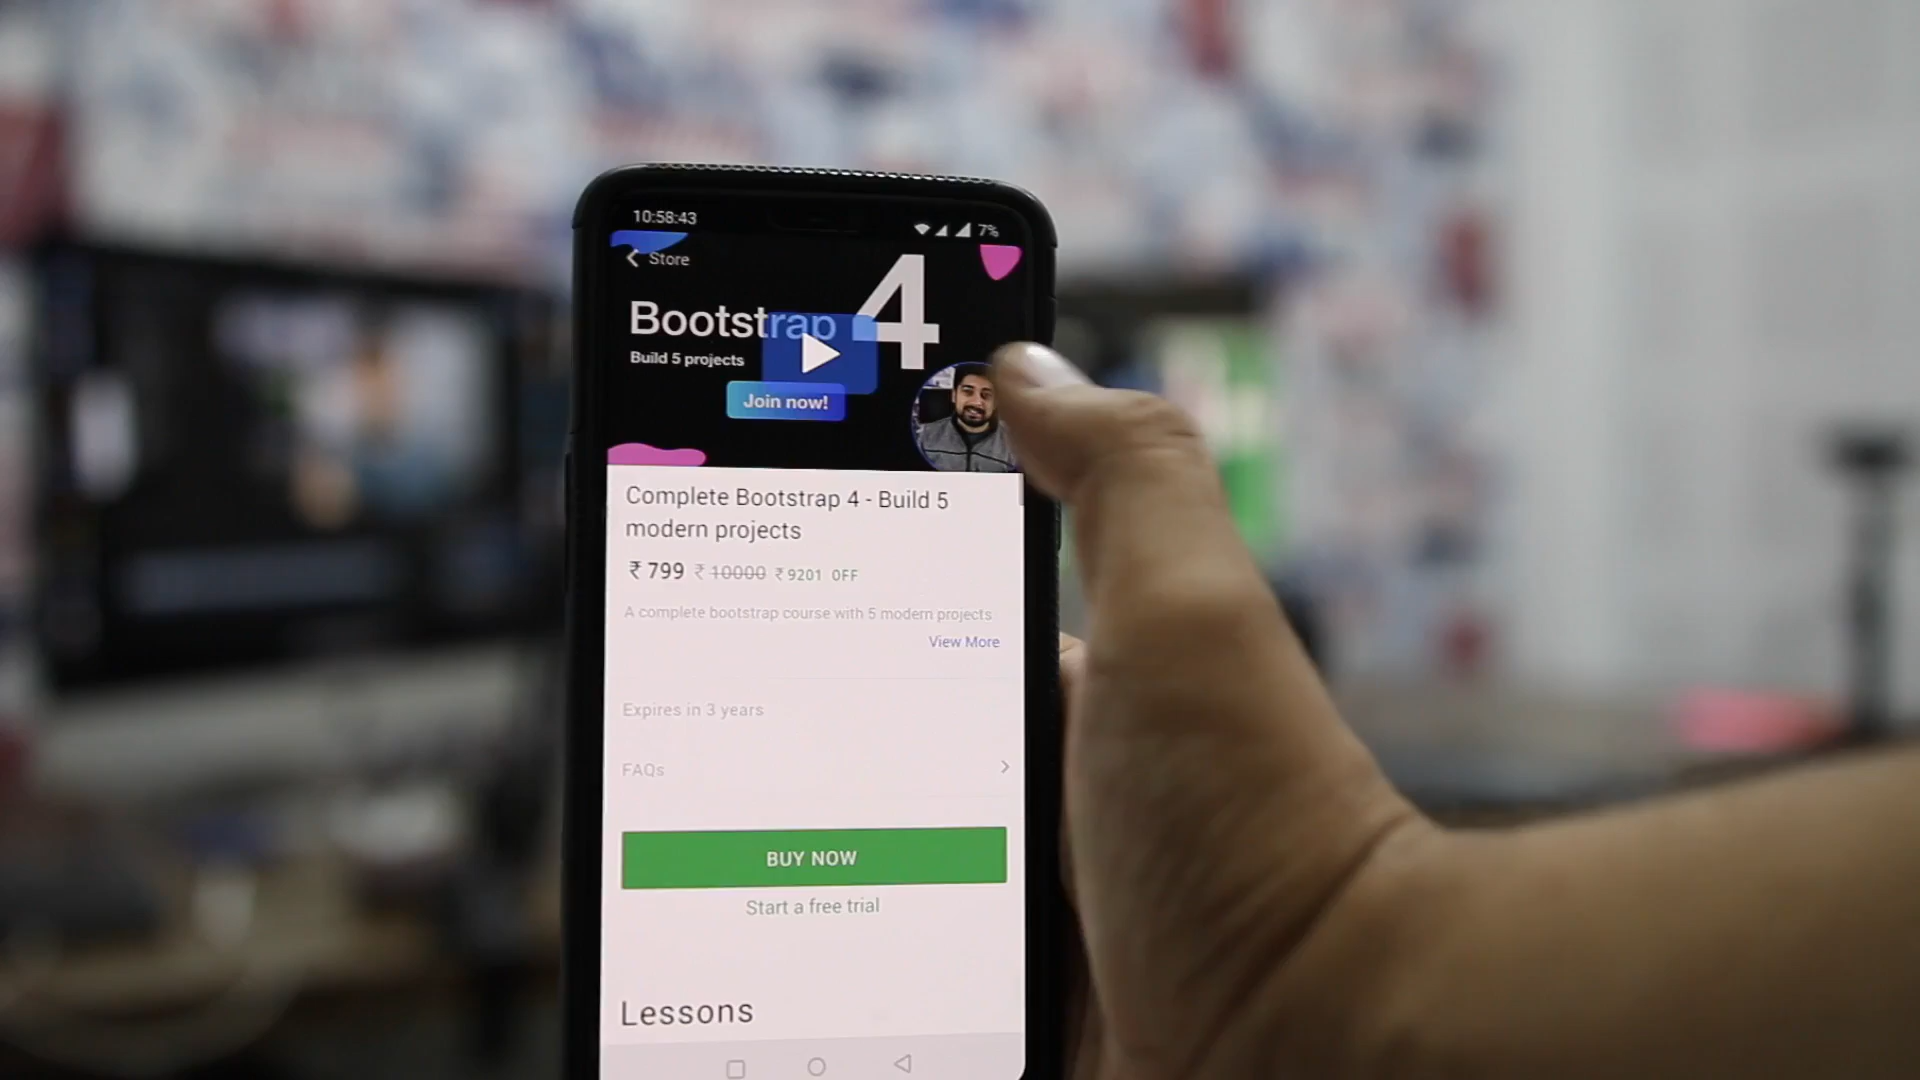 10:58:43
7%
Store
Bootstrap 4
Build 5 projects
Join now!
Complete Bootstrap 4 - Build 5
modern projects
₹ 799 ₹ 10000 ₹ 9201 OFF
A complete bootstrap course with 5 modern projects
View More
Expires in 3 years
FAQs
BUY NOW
Start a free trial
Lessons